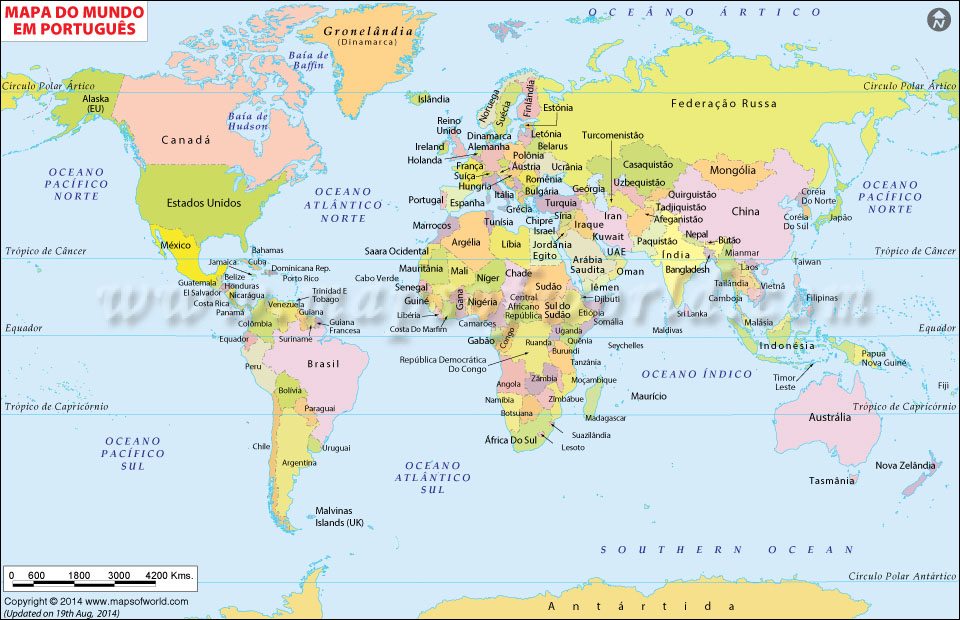 MAPA DO MUNDO
EM PORTUGUÊS
OCEÁNO ÁRTICO
N
Gronelândia
(Dinamarca)
Baía de
Baffin
Círculo Polar Ártico
Círculo Polar Ártico
Alaska
(EU)
Islândia
Noruega
Suécia
Finlândia
Estónia
Federação Russa
Canadá
Baía de
Hudson
Reino
Unido
Dinamarca
Letónia
Turcomenistão
Ireland
Alemanha
Belarus
Holanda
Polônia
França
Áustria
Ucrânia
Casaquistão
Mongólia
Suíça
Romênia
Uzbequistão
Hungria
Bulgária
Geórgia
OCEANO
PACÍFICO
NORTE
OCEANO
ATLÂNTICO
NORTE
OCEANO
PACÍFICO
NORTE
Estados Unidos
Portugal
Espanha
Itália
Turquia
Quirguistão
Coréia
Do Norte
Grécia
Tadjiquistão
China
Marrocos
Tunísia
Chipre
Síria
Iran
Afeganistão
Coréia
Do Sul
Japão
Israel
Iraque
México
Argélia
Líbia
Jordânia
Kuwait
Paquistão
Nepal
Butão
Trópico de Câncer
Trópico de Câncer
Bahamas
Saara Ocidental
Egito
Arábia
Saudita
UAE
India
Mianmar
Jamaica
Cuba
Taiwan
Dominicana Rep.
Mauritània
Mali
Niger
Chade
Oman
Bangladesh
Laos
Guatemala
Belize
Porto Rico
Cabo Verde
Honduras
Senegal
Sudão
Iêmen
Tailândia
Vietnã
El Salvador
Nicarágua
Trinidad E
Tobago
Guiné
Gana
Nigéria
Central
Africano
República
Sul do
Sudão
Djibuti
Camboja
Filipinas
Costa Rica
Venezuela
Guiana
Libéria
Etiópia
Sri Lanka
Panamá
www.mapsofworld.com
Colômbia
Guiana
Francesa
Costa Do Marfim
Camarões
Somália
Maldivas
Malásia
Equador
Equador
Uganda
Equador
Suriname
Gabão
Congo
Ruanda
Quênia
Seychelles
Indonésia
Peru
Brasil
República Democrática
Do Congo
Burundi
Tanzânia
Papua
Nova Guiné
OCEANO ÍNDICO
Timor
Leste
Bolívia
Angola
Zâmbia
Moçambique
Maurício
Fiji
Namíbia
Zimbabue
Trópico de Capricórnio
Trópico de Capricórnio
Paraguai
Botsuana
Madagascar
Austrália
Suazilândia
OCEANO
PACÍFICO
SUL
Chile
Uruguai
África Do Sul
Lesoto
Argentina
OCEANO
ATLÂNTICO
SUL
Nova Zelândia
Tasmânia
Malvinas
Islands (UK)
SOUTHERN OCEAN
0 600 1800 3000 4200 Kms.
Círculo Polar Antártico
Copyright © 2014 www.mapsofworld.com
(Updated on 19th Aug, 2014)
Antártida